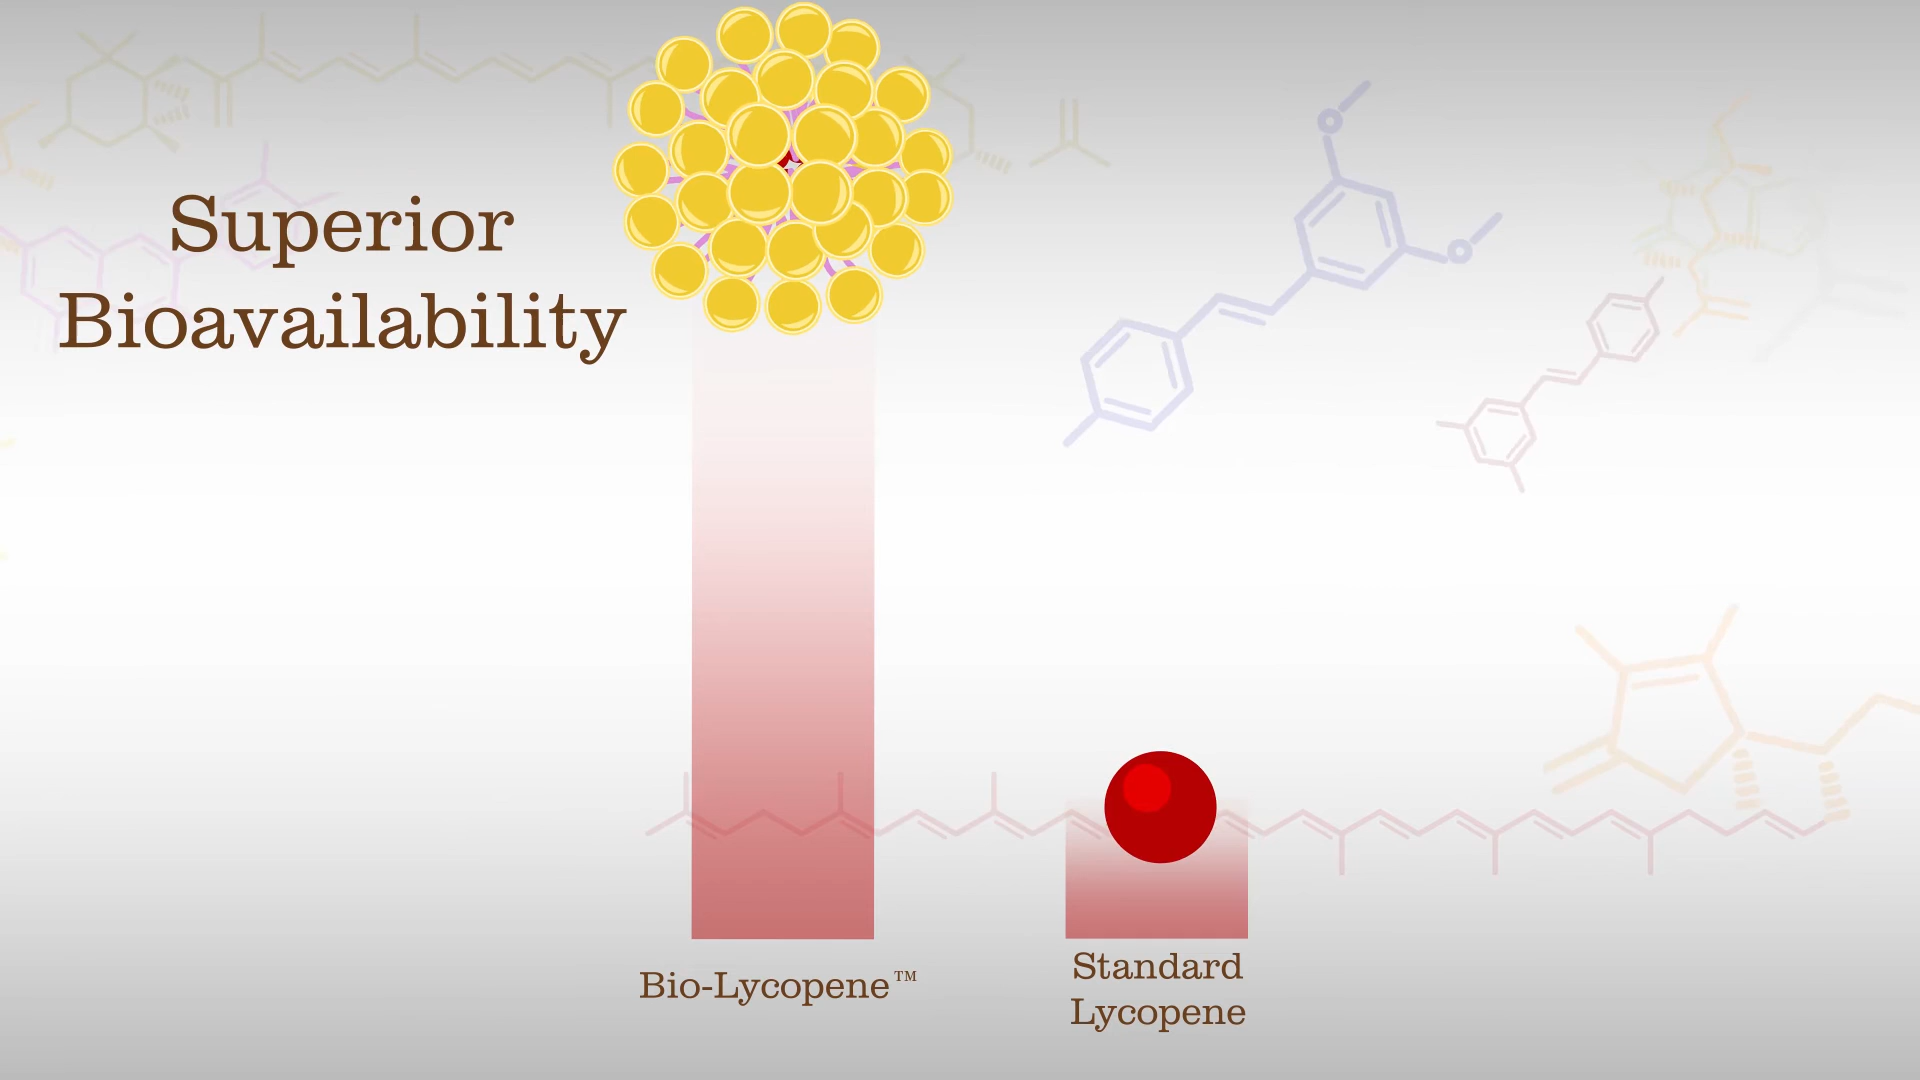 Superior
Bioavailability
Bio-Lycopene™
Standard
Lycopene